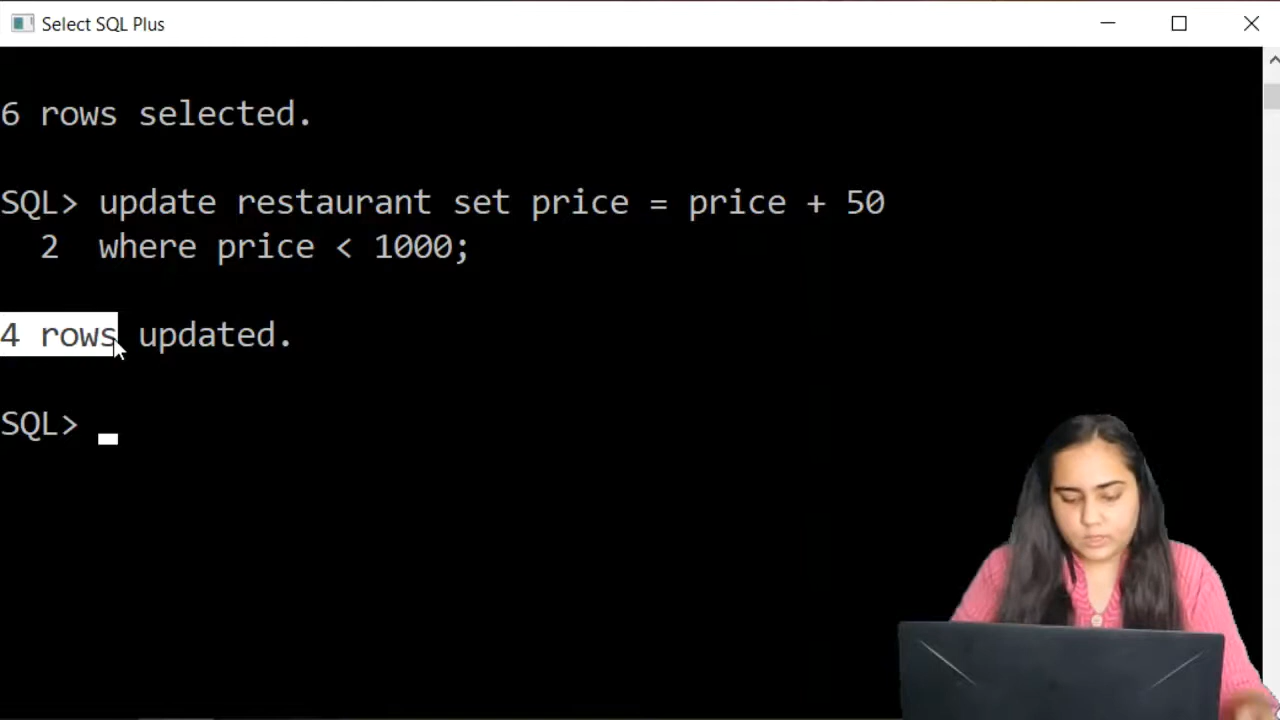 Select SQL Plus
6 rows selected.
SQL> update restaurant set price = price + 50
2 where price < 1000;
4 rows updated.
SQL>